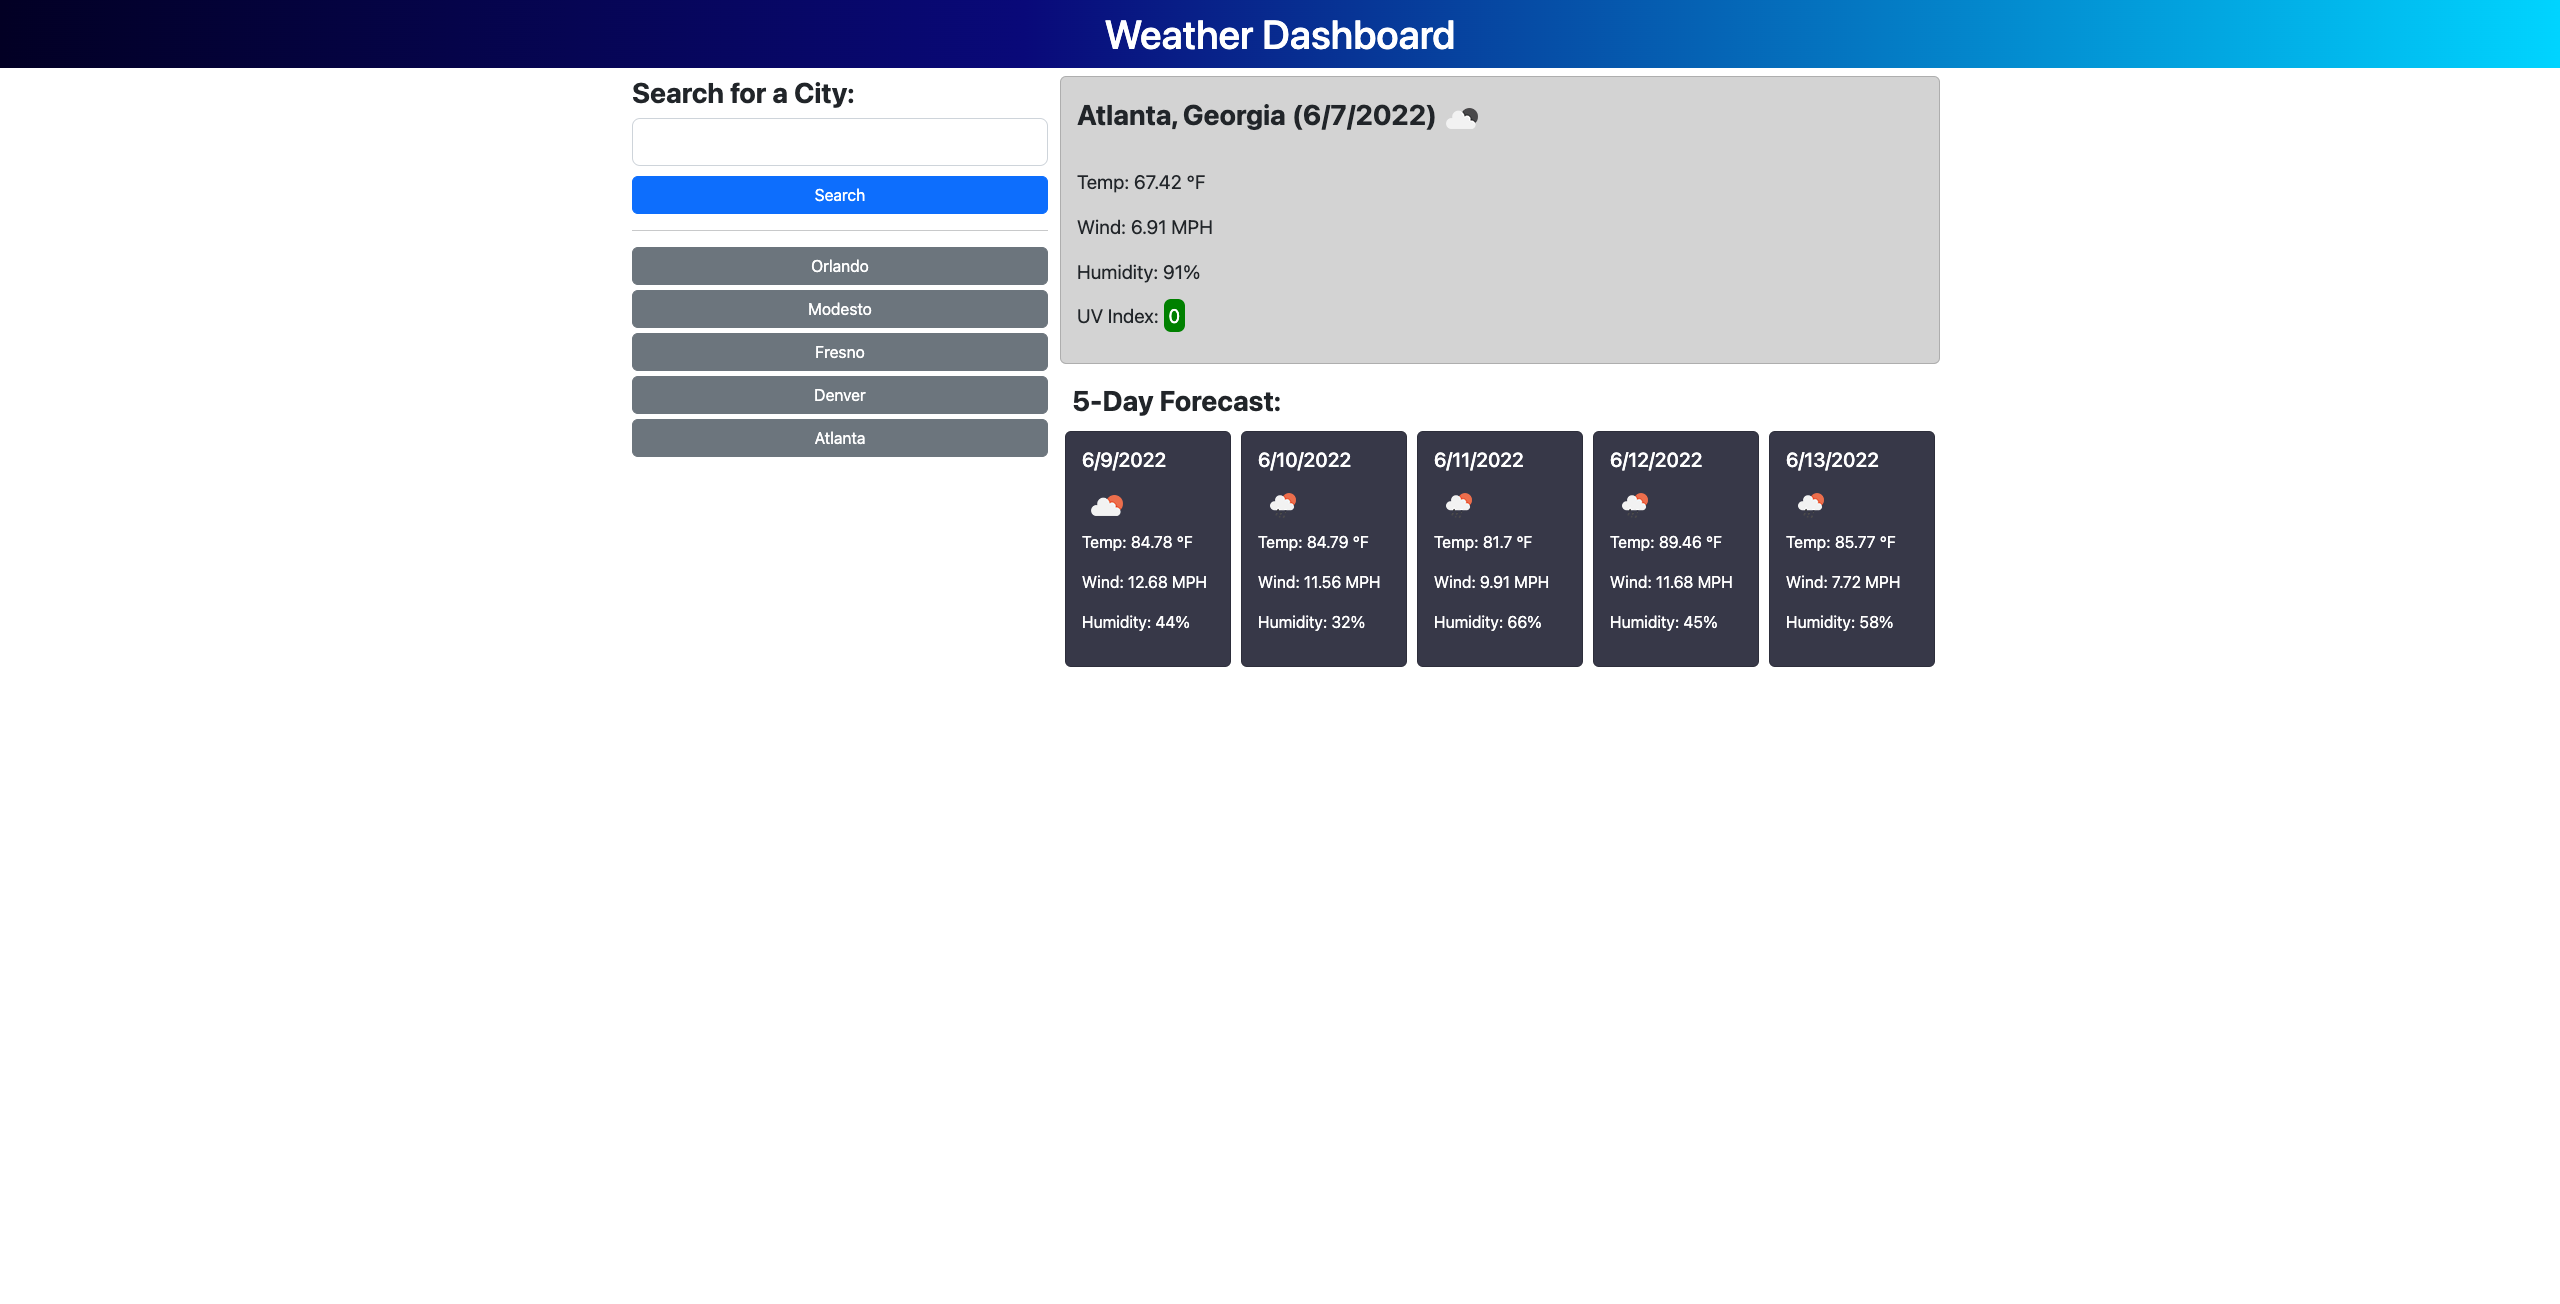 Weather Dashboard
Search for a City:
Search
Orlando
Modesto
Fresno
Denver
Atlanta
Atlanta, Georgia (6/7/2022)
Temp: 67.42 °F
Wind: 6.91 MPH
Humidity: 91%
UV Index: 0
5-Day Forecast:
6/9/2022
Temp: 84.78 °F
Wind: 12.68 MPH
Humidity: 44%
6/10/2022
Temp: 84.79 °F
Wind: 11.56 MPH
Humidity: 32%
6/11/2022
Temp: 81.7 °F
Wind: 9.91 MPH
Humidity: 66%
6/12/2022
Temp: 89.46 °F
Wind: 11.68 MPH
Humidity: 45%
6/13/2022
Temp: 85.77 °F
Wind: 7.72 MPH
Humidity: 58%